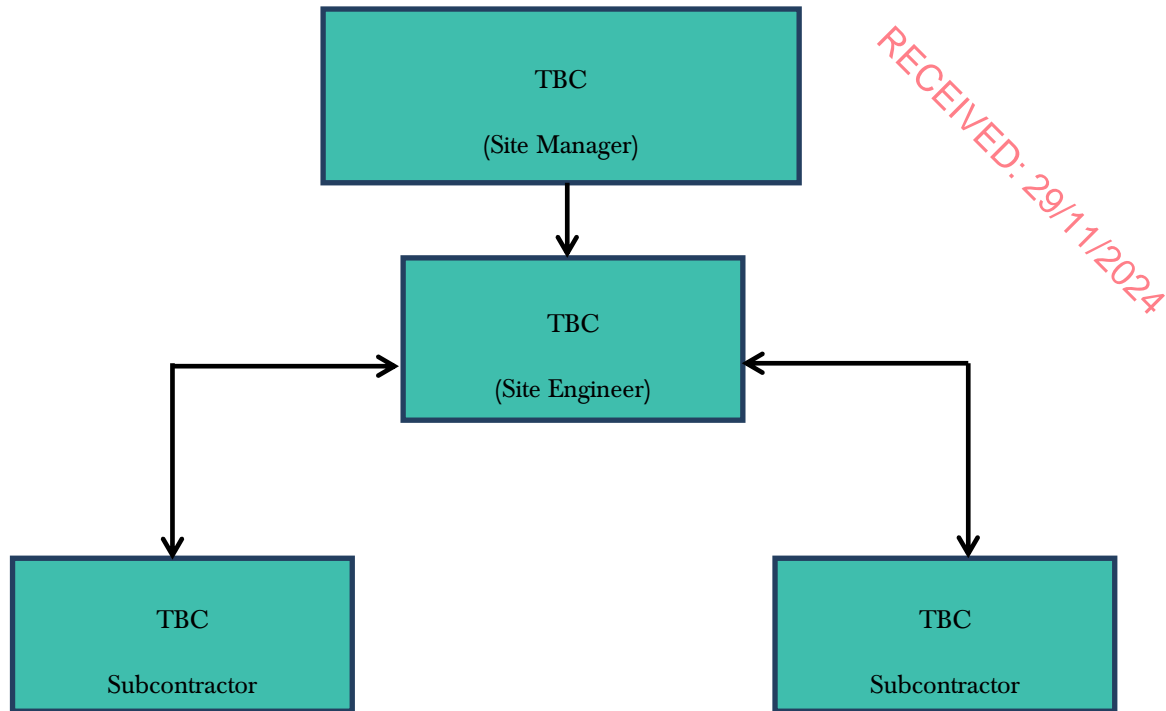 TBC
(Site Manager)
RECEIVED: 29/11/2024
TBC
(Site Engineer)
TBC
Subcontractor
TBC
Subcontractor